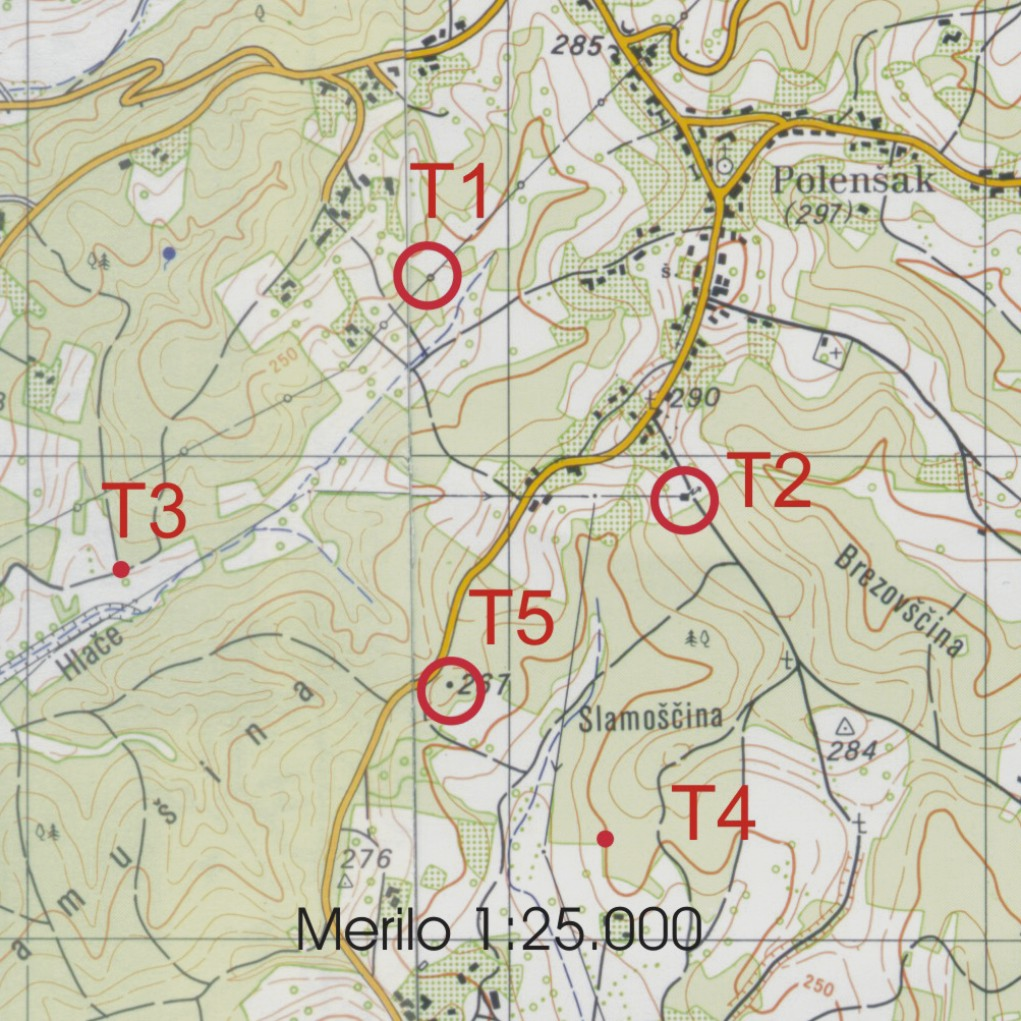 285
Polenšak
(297)
T1
š.
250
290
T2
T3
Brezovščina
T5
Hlače
267
Slamoščina
284
T4
276
a m u š i n a
Merilo 1:25.000
250